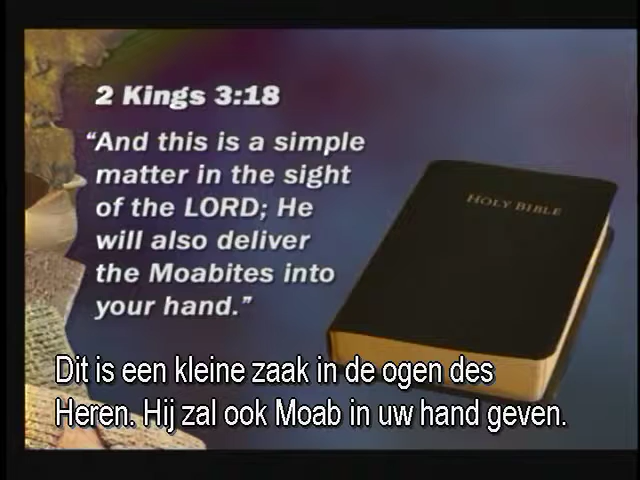 2 Kings 3:18
“And this is a simple
matter in the sight
of the LORD; He
will also deliver
the Moabites into
your hand.”
HOLY BIBLE
Dit is een kleine zaak in de ogen des
Heren. Hij zal ook Moab in uw hand geven.